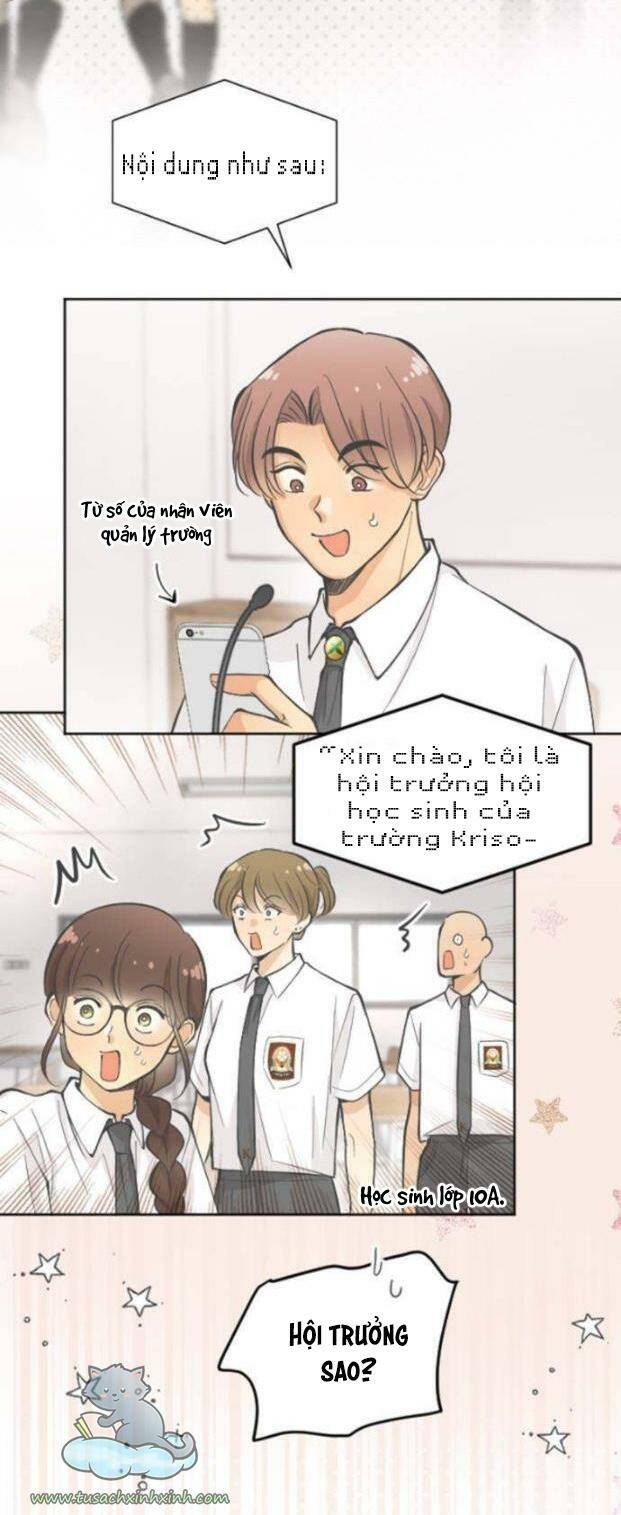 Nội dung như sau:
Từ số của nhân viên
quản lý trường
~Xin chào, tôi là
hội trưởng hội
học sinh của
trường Kriso-
Học sinh lớp 10A.
HỘI TRƯỞNG
SAO?
www.tusachxinhxinh.com